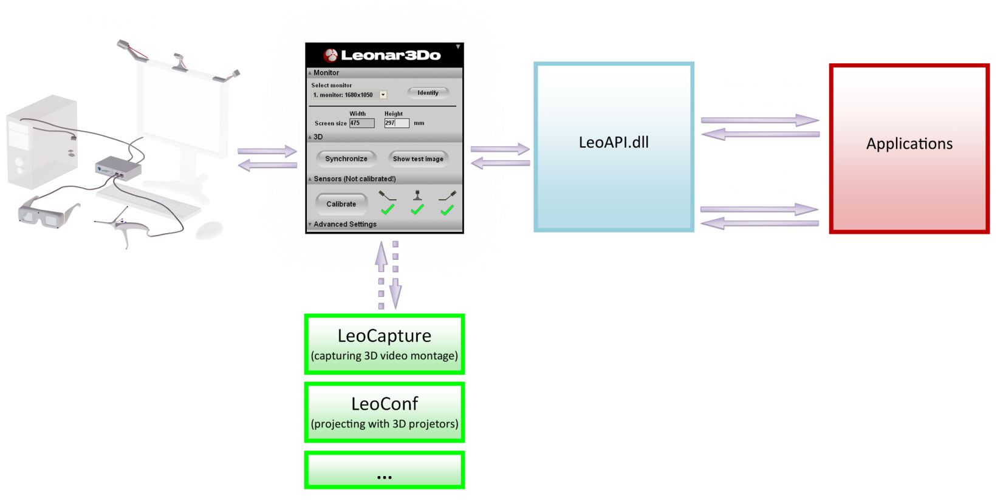 Leonar3Do
Monitor
Select monitor
1. monitor: 1680x1050
Identify
Width Height
Screen size 475 297 mm
3D
Synchronize Show test image
Sensors (Not calibrated!)
Calibrate
Advanced Settings
LeoAPI.dll
Applications
LeoCapture
(capturing 3D video montage)
LeoConf
(projecting with 3D projetors)
...